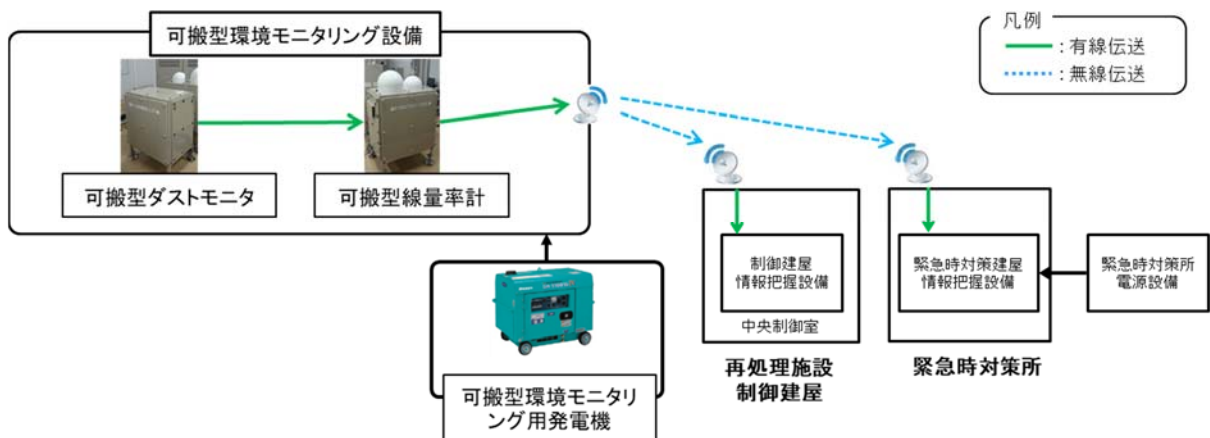 可搬型環境モニタリング設備
凡例
：有線伝送
：無線伝送
可搬型ダストモニタ
可搬型線量率計
制御建屋
情報把握設備
中央制御室
緊急時対策建屋
情報把握設備
緊急時対策所
電源設備
再処理施設
制御建屋
緊急時対策所
可搬型環境モニタリ
ング用発電機